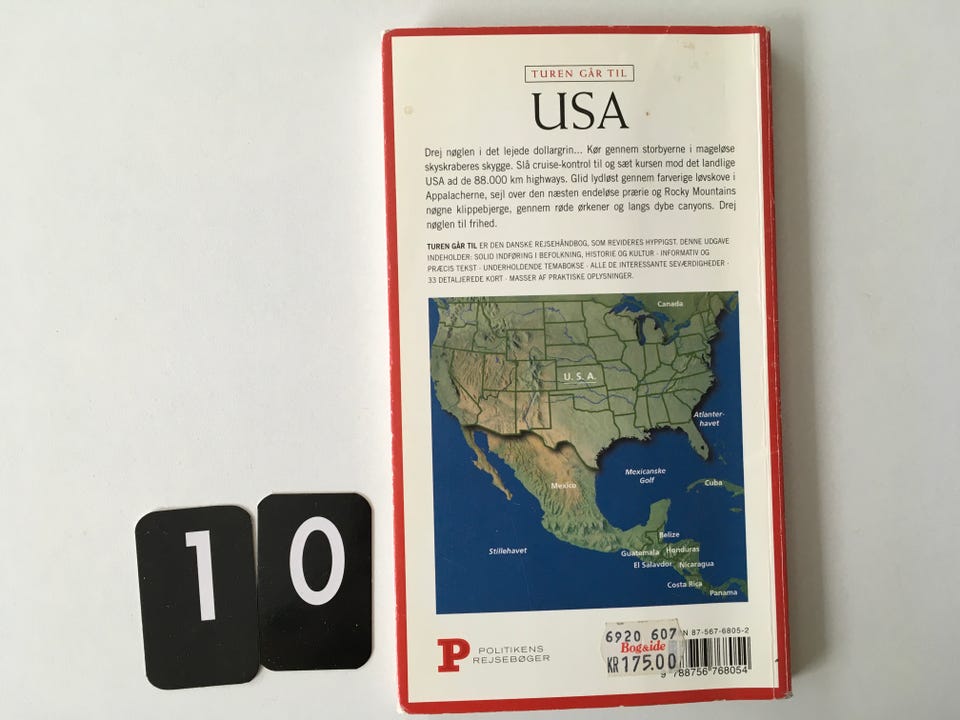 TUREN GÅR TIL
USA
Drej nøglen i det lejede dollargrin... Kør gennem storbyerne i mageløse
skyskraberes skygge. Slå cruise-kontrol til og sæt kursen mod det landlige
USA ad de 88.000 km highways. Glid lydløst gennem farverige løvskove i
Appalacherne, sejl over den næsten endeløse prærie og Rocky Mountains
nøgne klippebjerge, gennem røde ørkener og langs dybe canyons. Drej
nøglen til frihed.
TUREN GÅR TIL ER DEN DANSKE REJSEHÅNDBOG, SOM REVIDERES HYPPIGST. DENNE UDGAVE
INDEHOLDER: SOLID INDFØRING I BEFOLKNING, HISTORIE OG KULTUR · INFORMATIV OG
PRÆCIS TEKST · UNDERHOLDENDE TEMABOKSE · ALLE DE INTERESSANTE SEVÆRDIGHEDER ·
33 DETALJEREDE KORT · MASSER AF PRAKTISKE OPLYSNINGER.
Canada
U. S. A.
Atlanter-
havet
Mexicanske
Golf
Mexico
Cuba
Belize
Stillehavet
Guatemala Honduras
El Salavdor Nicaragua
Costa Rica
Panama
1 0
P POLITIKENS
REJSEBØGER
6920 607
Bog&ide
KR175.00
N 87-567-6805-2
9 788756 768054